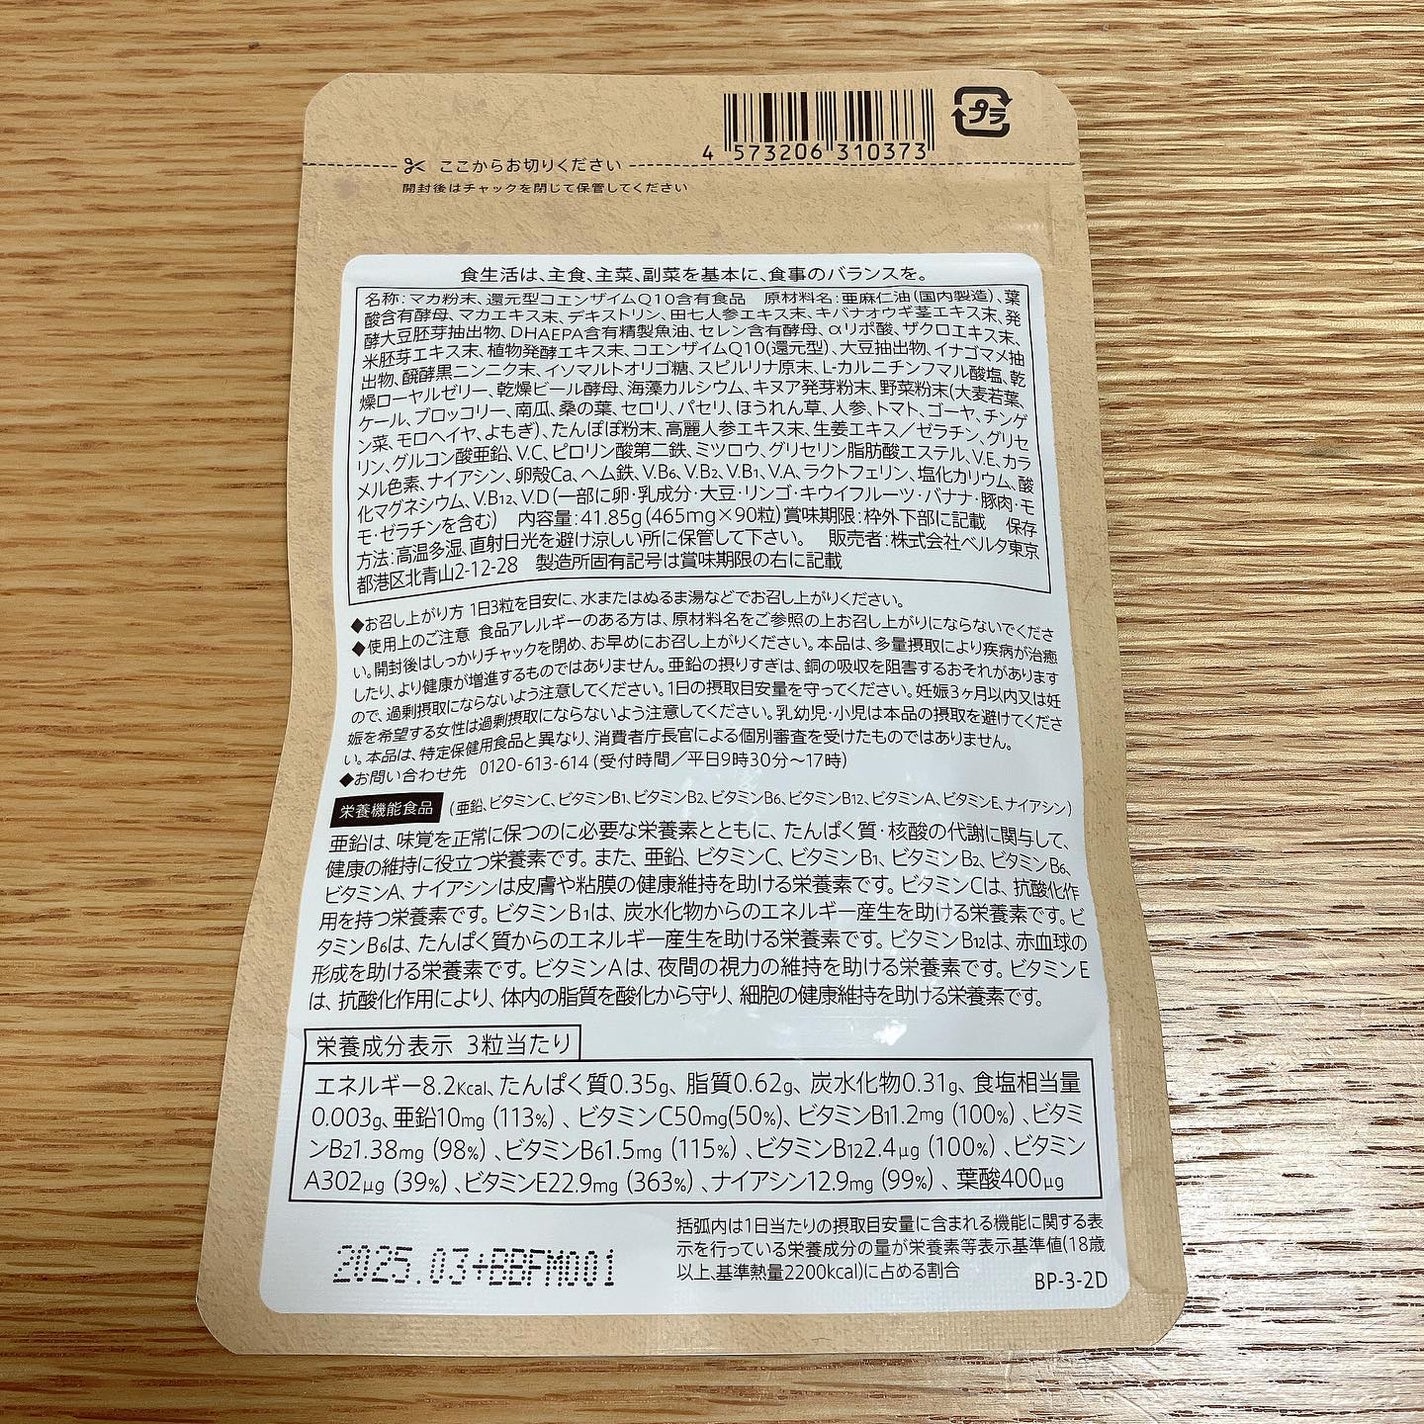 4 573206 310373
プラ
ここからお切りください
開封後はチャックを閉じて保管してください
食生活は、主食、主菜、副菜を基本に、食事のバランスを。
名称：マカ粉末、還元型コエンザイムQ10含有食品　原材料名：亜麻仁油（国内製造）、葉
酸含有酵母、マカエキス末、デキストリン、田七人参エキス末、キバナオウギ茎エキス末、発
酵大豆胚芽抽出物、DHAEPA含有精製魚油、セレン含有酵母、αリポ酸、ザクロエキス末、
米胚芽エキス末、植物発酵エキス末、コエンザイムQ10(還元型)、大豆抽出物、イナゴマメ抽
出物、醗酵黒ニンニク末、イソマルトオリゴ糖、スピルリナ原末、L-カルニチンフマル酸塩、乾
燥ローヤルゼリー、乾燥ビール酵母、海藻カルシウム、キヌア発芽粉末、野菜粉末(大麦若葉、
ケール、ブロッコリー、南瓜、桑の葉、セロリ、パセリ、ほうれん草、人参、トマト、ゴーヤ、チンゲ
ン菜、モロヘイヤ、よもぎ)、たんぽぽ粉末、高麗人参エキス末、生姜エキス／ゼラチン、グリセ
リン、グルコン酸亜鉛、V.C、ピロリン酸第二鉄、ミツロウ、グリセリン脂肪酸エステル、V.E、カラ
メル色素、ナイアシン、卵殻Ca、ヘム鉄、V.B6、V.B2、V.B1、V.A、ラクトフェリン、塩化カリウム、酸
化マグネシウム、V.B12、V.D（一部に卵・乳成分・大豆・リンゴ・キウイフルーツ・バナナ・豚肉・モ
モ・ゼラチンを含む）　内容量：41.85g（465mg×90粒）賞味期限：枠外下部に記載　保存
方法：高温多湿、直射日光を避け涼しい所に保管して下さい。　販売者：株式会社ベルタ東京
都港区北青山2-12-28　製造所固有記号は賞味期限の右に記載
◆お召し上がり方 1日3粒を目安に、水またはぬるま湯などでお召し上がりください。
◆使用上のご注意 食品アレルギーのある方は、原材料名をご参照の上お召し上がりにならないでくださ
い。開封後はしっかりチャックを閉め、お早めにお召し上がりください。本品は、多量摂取により疾病が治癒
したり、より健康が増進するものではありません。亜鉛の摂りすぎは、銅の吸収を阻害するおそれがあります
ので、過剰摂取にならないよう注意してください。1日の摂取目安量を守ってください。妊娠3ヶ月以内又は妊
娠を希望する女性は過剰摂取にならないよう注意してください。乳幼児・小児は本品の摂取を避けてくださ
い。本品は、特定保健用食品と異なり、消費者庁長官による個別審査を受けたものではありません。
◆お問い合わせ先　0120-613-614（受付時間／平日9時30分〜17時）
栄養機能食品（亜鉛、ビタミンC、ビタミンB1、ビタミンB2、ビタミンB6、ビタミンB12、ビタミンA、ビタミンE、ナイアシン）
亜鉛は、味覚を正常に保つのに必要な栄養素とともに、たんぱく質・核酸の代謝に関与して、
健康の維持に役立つ栄養素です。また、亜鉛、ビタミンC、ビタミンB1、ビタミンB2、ビタミンB6、
ビタミンA、ナイアシンは皮膚や粘膜の健康維持を助ける栄養素です。ビタミンCは、抗酸化作
用を持つ栄養素です。ビタミンB1は、炭水化物からのエネルギー産生を助ける栄養素です。ビ
タミンB6は、たんぱく質からのエネルギー産生を助ける栄養素です。ビタミンB12は、赤血球の
形成を助ける栄養素です。ビタミンAは、夜間の視力の維持を助ける栄養素です。ビタミンE
は、抗酸化作用により、体内の脂質を酸化から守り、細胞の健康維持を助ける栄養素です。
栄養成分表示 3粒当たり
エネルギー8.2Kcal、たんぱく質0.35g、脂質0.62g、炭水化物0.31g、食塩相当量
0.003g、亜鉛10mg（113%）、ビタミンC50mg(50%)、ビタミンB11.2mg（100%）、ビタミ
ンB21.38mg（98%）、ビタミンB61.5mg（115%）、ビタミンB122.4μg（100%）、ビタミン
A302μg（39%）、ビタミンE22.9mg（363%）、ナイアシン12.9mg（99%）、葉酸400μg
括弧内は1日当たりの摂取目安量に含まれる機能に関する表
示を行っている栄養成分の量が栄養素等表示基準値(18歳
以上、基準熱量2200kcal)に占める割合
2025.03+BBFM001
BP-3-2D